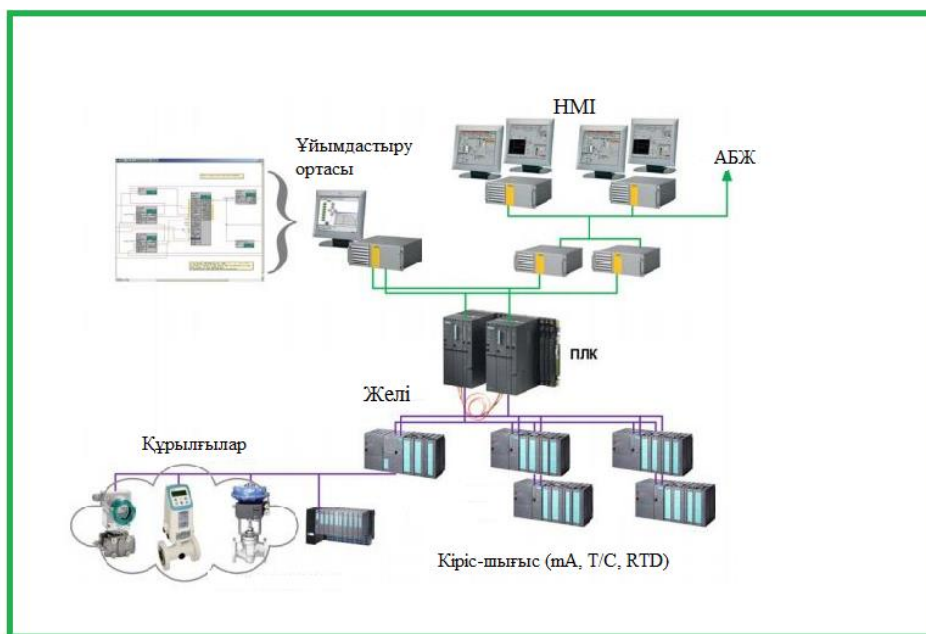 HMI
Ұйымдастыру
ортасы
АБЖ
ПЛК
Желі
Құрылғылар
Кіріс-шығыс (mA, T/C, RTD)